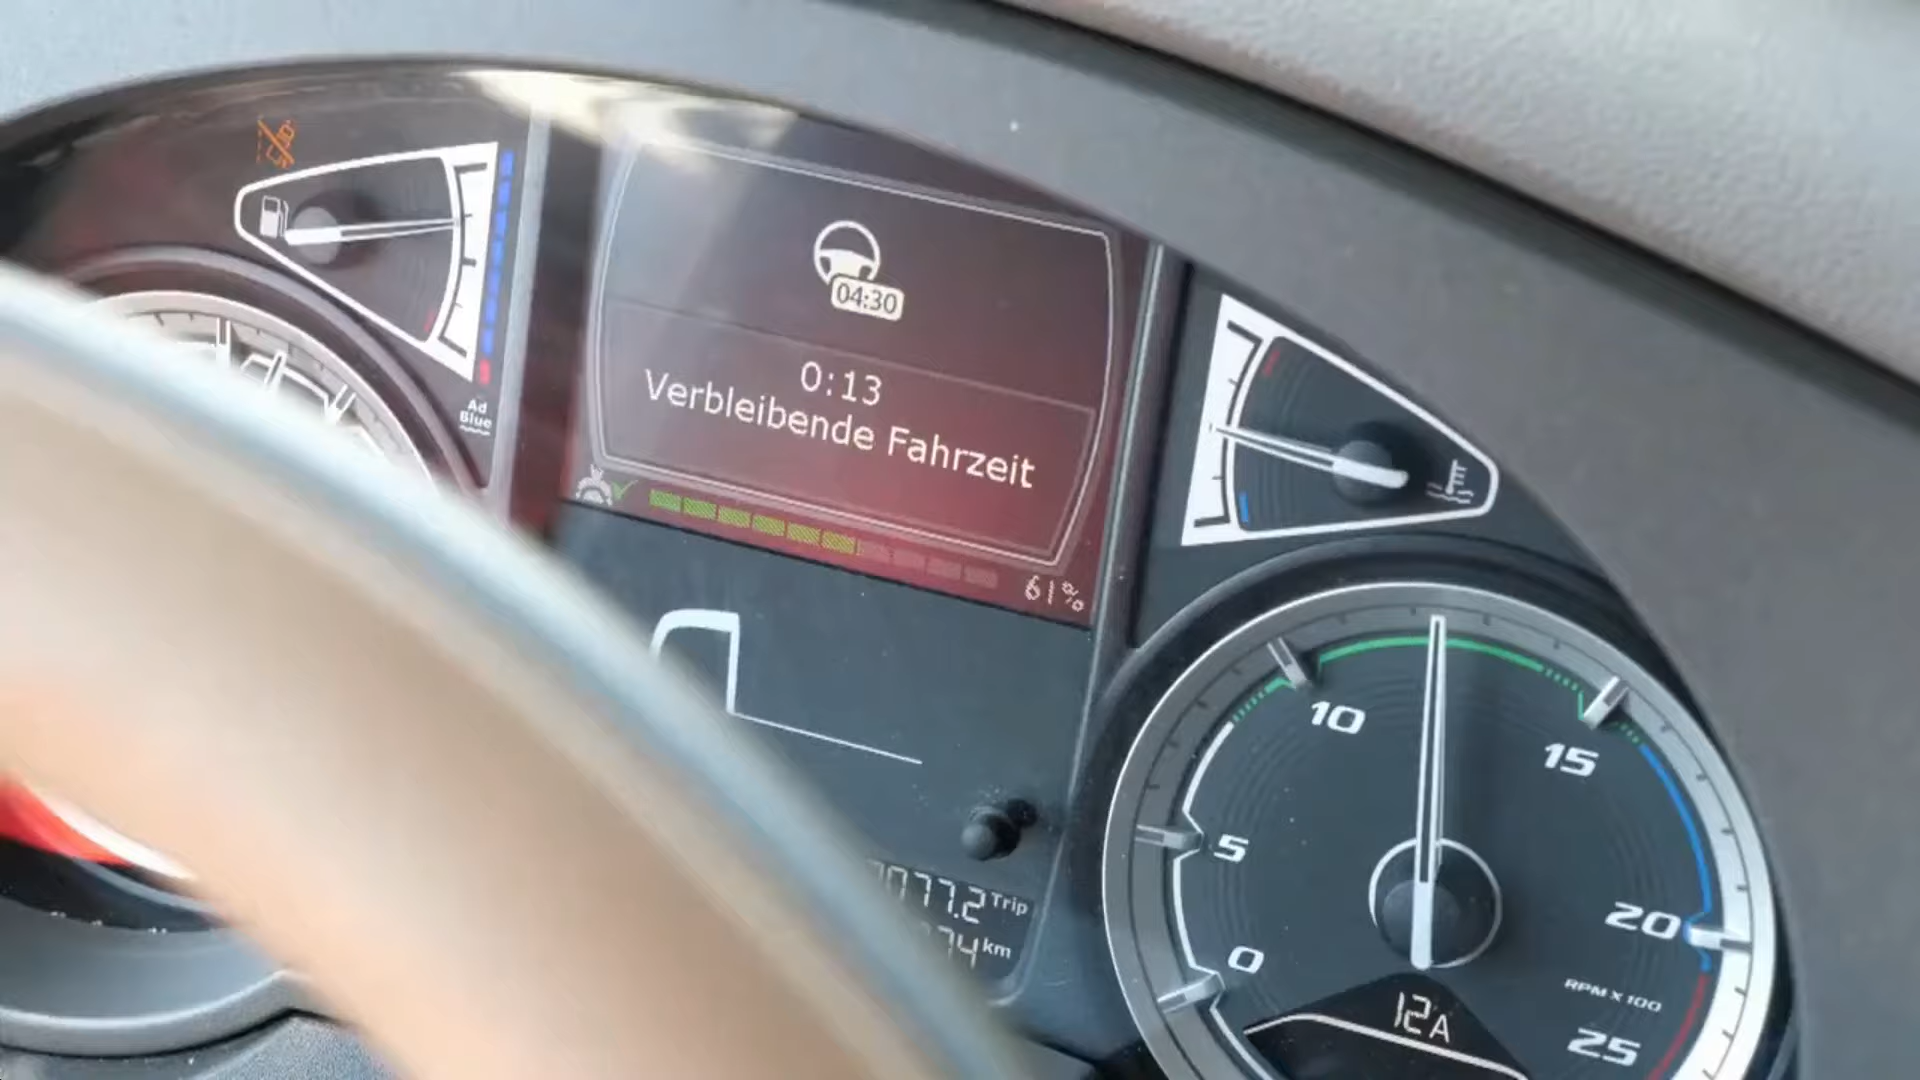 04:30
0:13
Verbleibende Fahrzeit
Ad
Blue
61%
10
15
5
20
0
RPM X 100
25
12A
077.2 Trip
74 km